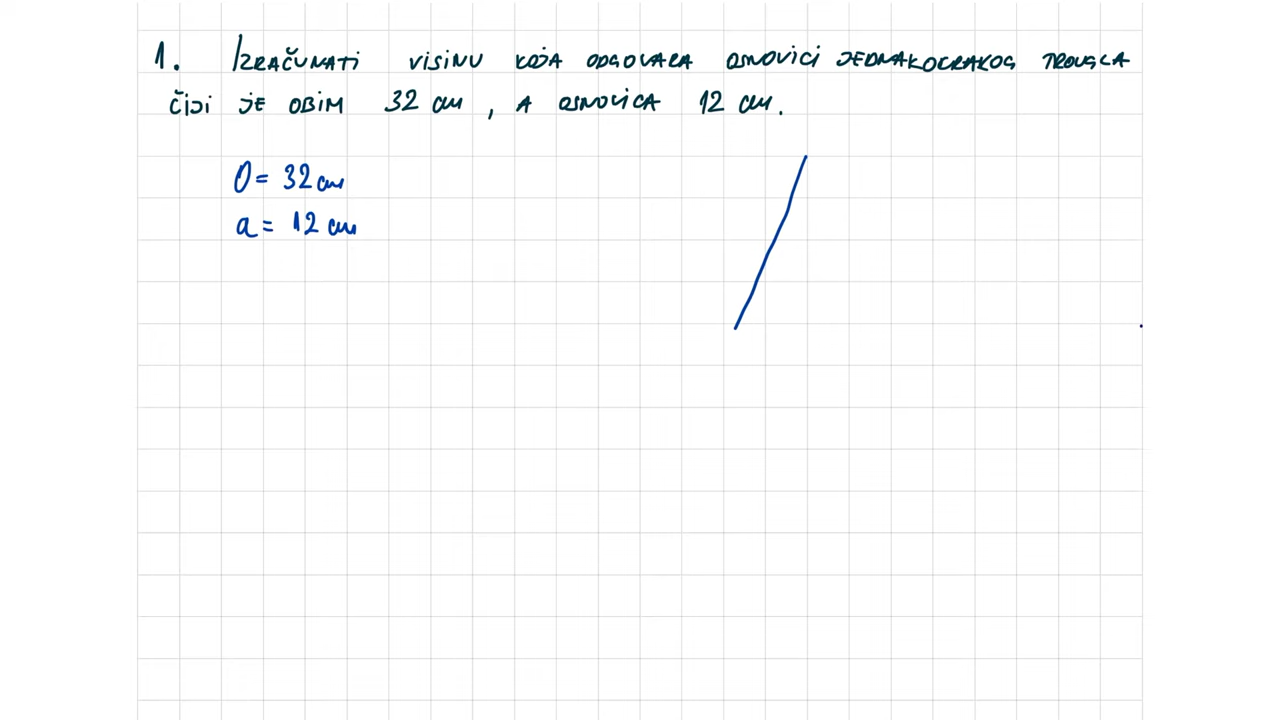 1. IZRAČUNATI VISINU KOJA ODGOVARA OSNOVICI JEDNAKOKRAKOG TROUGLA
ČIJI JE OBIM 32 cm, A OSNOVICA 12 cm.
O = 32 cm
a = 12 cm